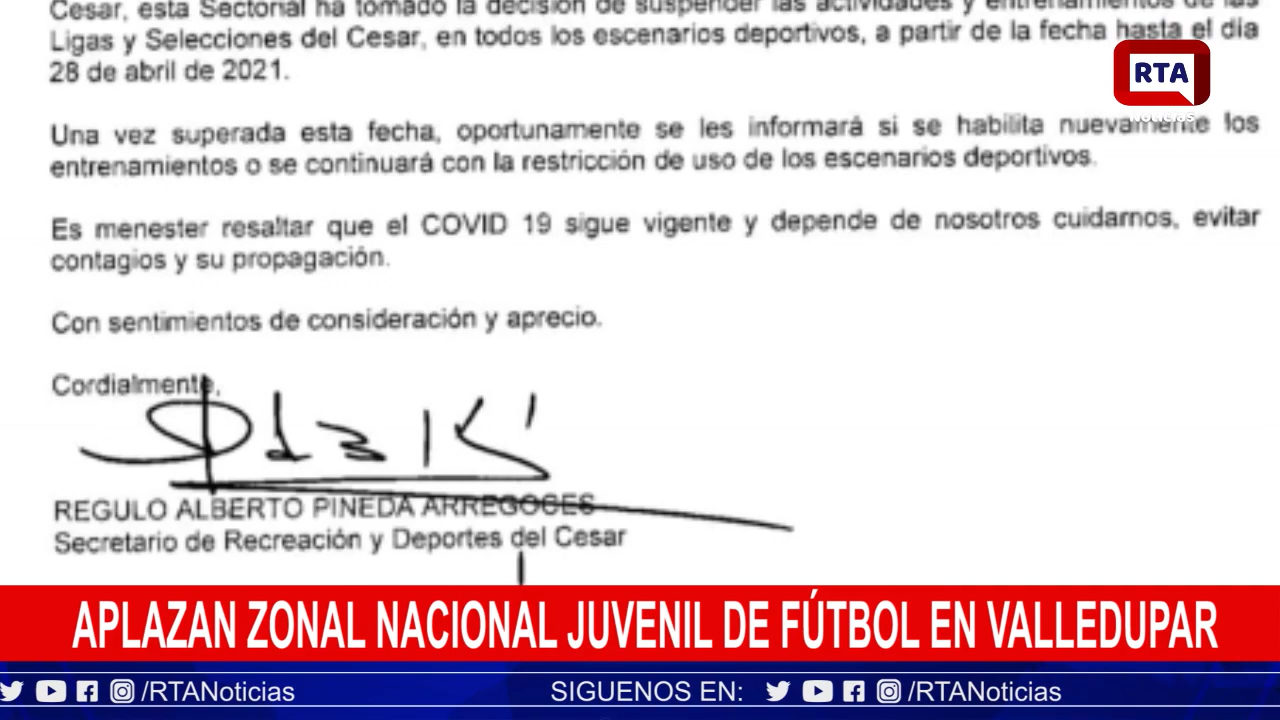 Cesar, esta Sectorial ha tomado la decisión de suspender las actividades y entrenamientos de las
Ligas y Selecciones del Cesar, en todos los escenarios deportivos, a partir de la fecha hasta el día
28 de abril de 2021.
Una vez superada esta fecha, oportunamente se les informará si se habilita nuevamente los
entrenamientos o se continuará con la restricción de uso de los escenarios deportivos.
Es menester resaltar que el COVID 19 sigue vigente y depende de nosotros cuidarnos, evitar
contagios y su propagación.
Con sentimientos de consideración y aprecio.
Cordialmente,
REGULO ALBERTO PINEDA ARREGOCES
Secretario de Recreación y Deportes del Cesar
RTA
Noticias
APLAZAN ZONAL NACIONAL JUVENIL DE FÚTBOL EN VALLEDUPAR
/RTANoticias SIGUENOS EN: /RTANoticias